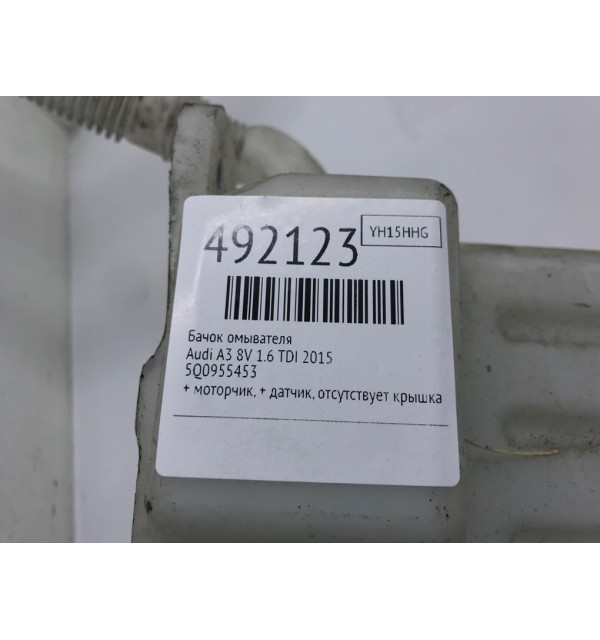 492123
YH15HHG
Бачок омывателя
Audi A3 8V 1.6 TDI 2015
5Q0955453
+ моторчик, + датчик, отсутствует крышка